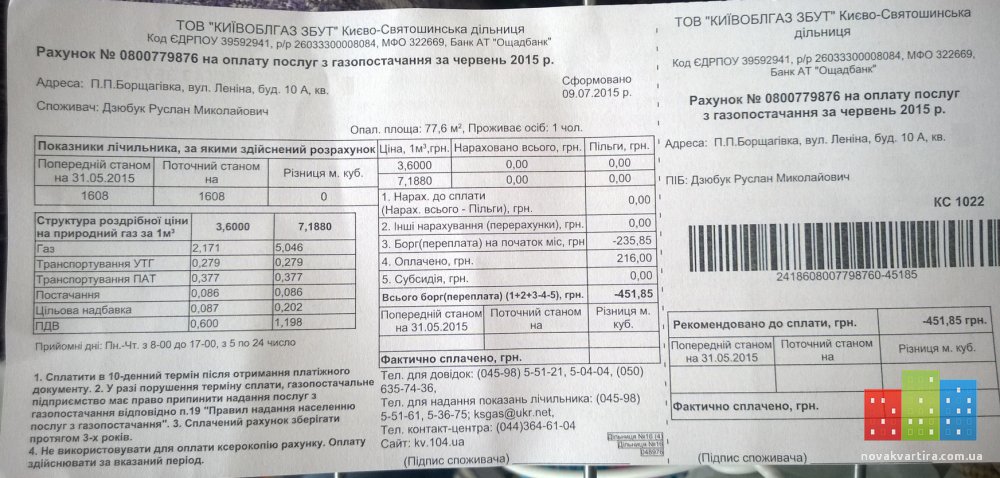 ТОВ "КИЇВОБЛГАЗ ЗБУТ" Києво-Святошинська дільниця
Код ЄДРПОУ 39592941, р/р 26033300008084, МФО 322669, Банк АТ "Ощадбанк"
Рахунок № 0800779876 на оплату послуг з газопостачання за червень 2015 р.
Адреса: П.П.Борщагівка, вул. Леніна, буд. 10 А, кв.
Сформовано
09.07.2015 р.
Споживач: Дзюбук Руслан Миколайович
Опал. площа: 77,6 м², Проживає осіб: 1 чол.
Показники лічильника, за якими здійснений розрахунок
Попередній станом на 31.05.2015 Поточний станом на Різниця м. куб.
1608 1608 0
Структура роздрібної ціни на природний газ за 1м³ 3,6000 7,1880
Газ 2,171 5,046
Транспортування УТГ 0,279 0,279
Транспортування ПАТ 0,377 0,377
Постачання 0,086 0,086
Цільова надбавка 0,087 0,202
ПДВ 0,600 1,198
Прийомні дні: Пн.-Чт. з 8-00 до 17-00, з 5 по 24 число
1. Сплатити в 10-денний термін після отримання платіжного
документу. 2. У разі порушення терміну сплати, газопостачальне
підприємство має право припинити надання послуг з
газопостачання відповідно п.19 "Правил надання населенню
послуг з газопостачання". 3. Сплачений рахунок зберігати
протягом 3-х років.
4. Не використовувати для оплати ксерокопію рахунку. Оплату
здійснювати за вказаний період.
Ціна, 1м³,грн. Нараховано всього, грн. Пільги, грн.
3,6000 0,00 0,00
7,1880 0,00 0,00
1. Нарах. до сплати
(Нарах. всього - Пільги), грн. 0,00
2. Інші нарахування (перерахунки), грн. 0,00
3. Борг(переплата) на початок міс, грн -235,85
4. Оплачено, грн. 216,00
5. Субсидія, грн. 0,00
Всього борг(переплата) (1+2+3-4-5), грн. -451,85
Попередній станом на 31.05.2015 Поточний станом на Різниця м. куб.
Фактично сплачено, грн.
Тел. для довідок: (045-98) 5-51-21, 5-04-04, (050)
635-74-36,
Тел. для надання показань лічильника: (045-98)
5-51-61, 5-36-75; ksgas@ukr.net,
Тел. контакт-центра: (044)364-61-04
Сайт: kv.104.ua
Дільниця №16 (4)
Дільниця №16
048976
(Підпис споживача)
ТОВ "КИЇВОБЛГАЗ ЗБУТ" Києво-Святошинська
дільниця
Код ЄДРПОУ 39592941, р/р 26033300008084, МФО 322669,
Банк АТ "Ощадбанк"
Рахунок № 0800779876 на оплату послуг
з газопостачання за червень 2015 р.
Адреса: П.П.Борщагівка, вул. Леніна, буд. 10 А, кв.
ПІБ: Дзюбук Руслан Миколайович
КС 1022
2418608007798760-45185
Рекомендовано до сплати, грн. -451,85 грн.
Попередній станом на 31.05.2015 Поточний станом на Різниця м. куб.
Фактично сплачено, грн.
(Підпис споживача)
novakvartira.com.ua